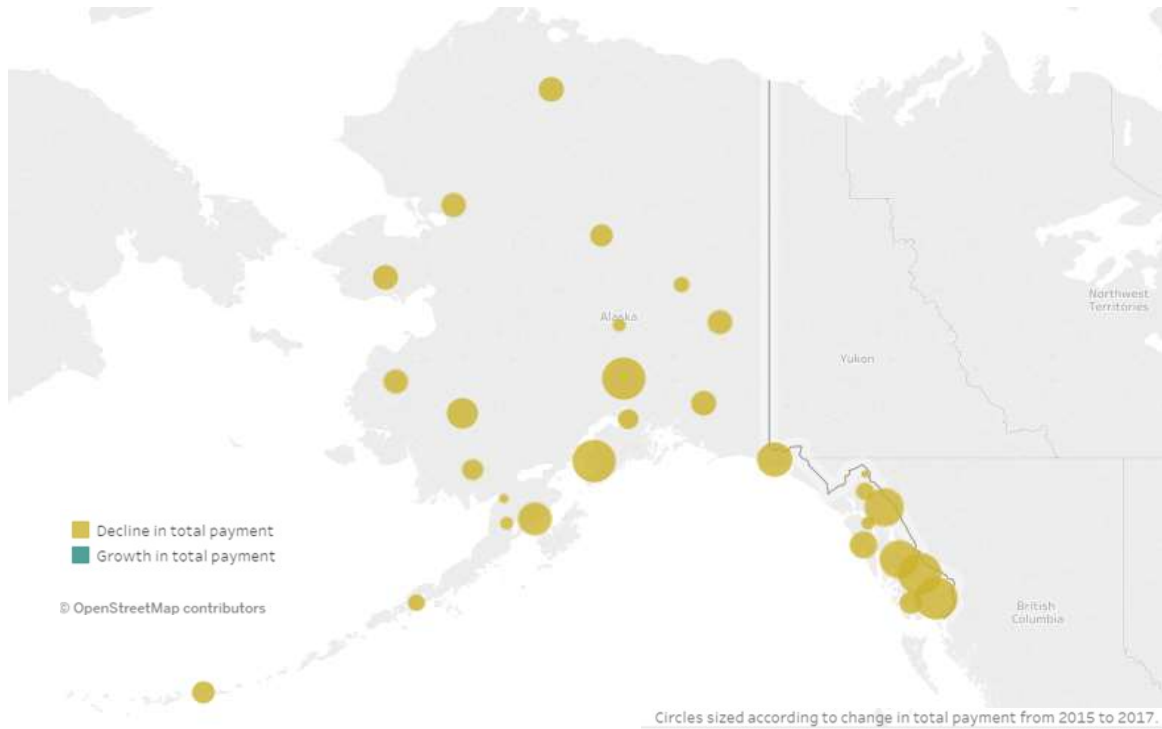 Northwest
Territories
Alaska
Yukon
Decline in total payment
Growth in total payment
© OpenStreetMap contributors
British
Columbia
Circles sized according to change in total payment from 2015 to 2017.